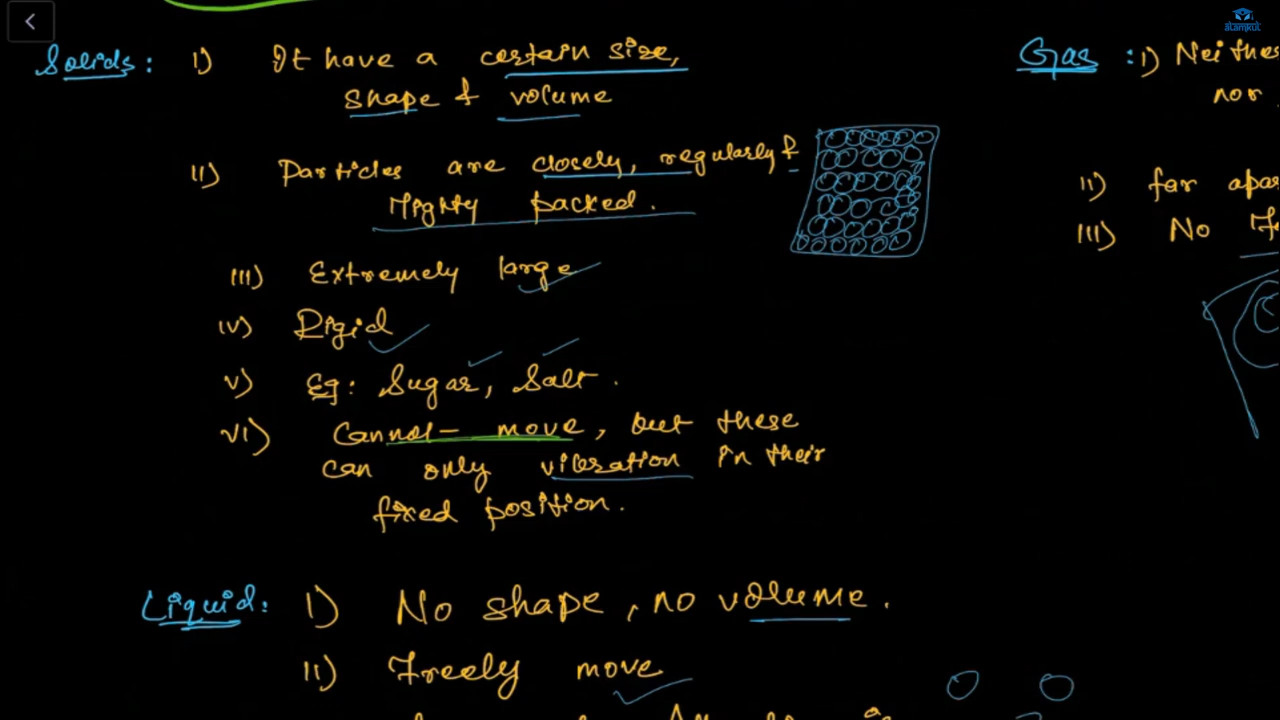 atamkul
Solids: i) It have a certain size,
shape & volume
ii) Particles are closely, regularly &
packed.
iii) Extremely large
iv) Rigid
v) Eg: Sugar, Salt.
vi) Cannot move, but these
can only vibration in their
fixed position.
Liquid: i) No shape, no volume.
ii) Freely move
Gas: i) Neithe
nor
ii) far apar
iii) No